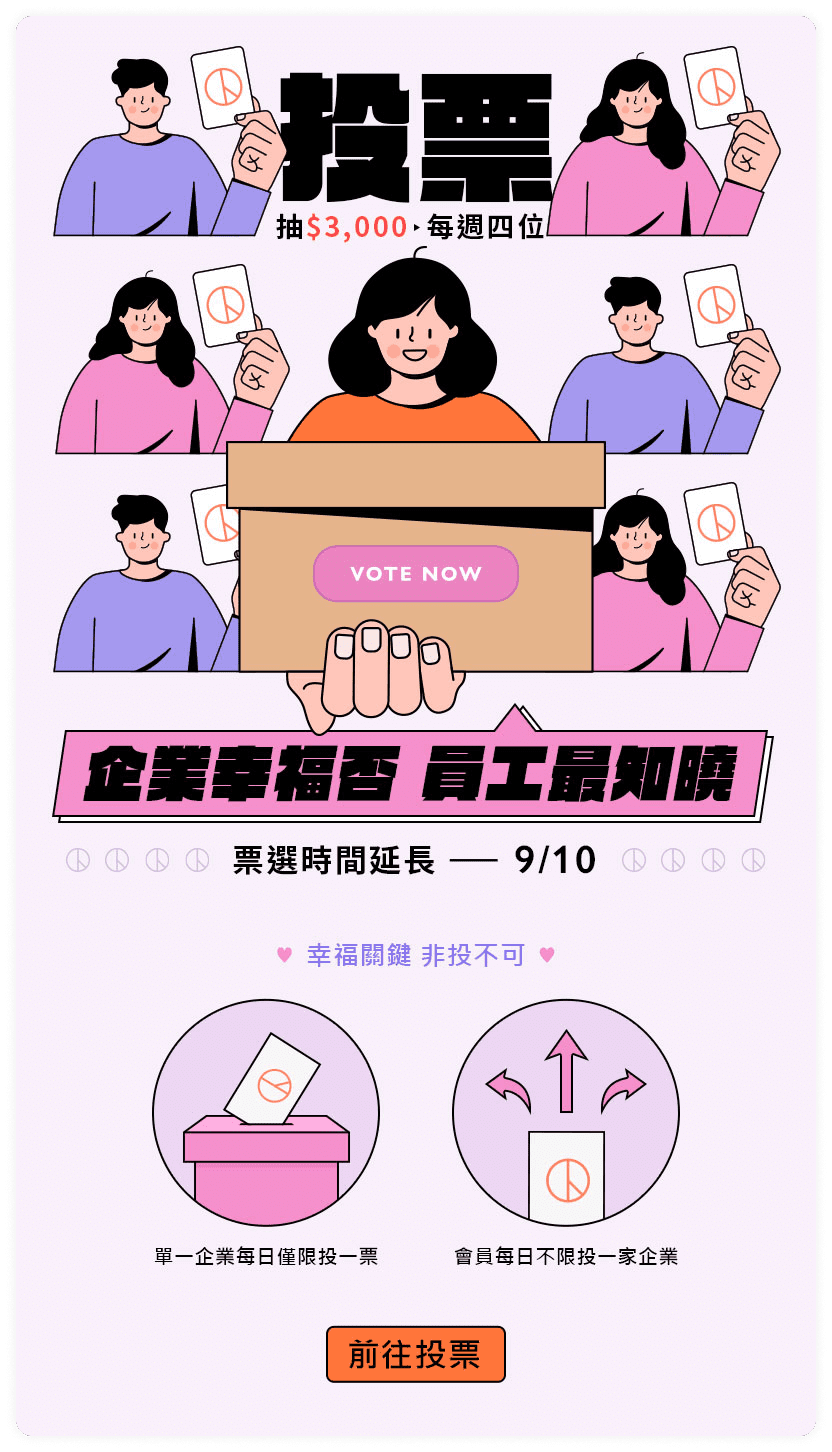 投票
抽$3,000▸每週四位
VOTE NOW
企業幸福否 員工最知曉
票選時間延長 — 9/10
♥ 幸福關鍵 非投不可 ♥
單一企業每日僅限投一票
會員每日不限投一家企業
前往投票